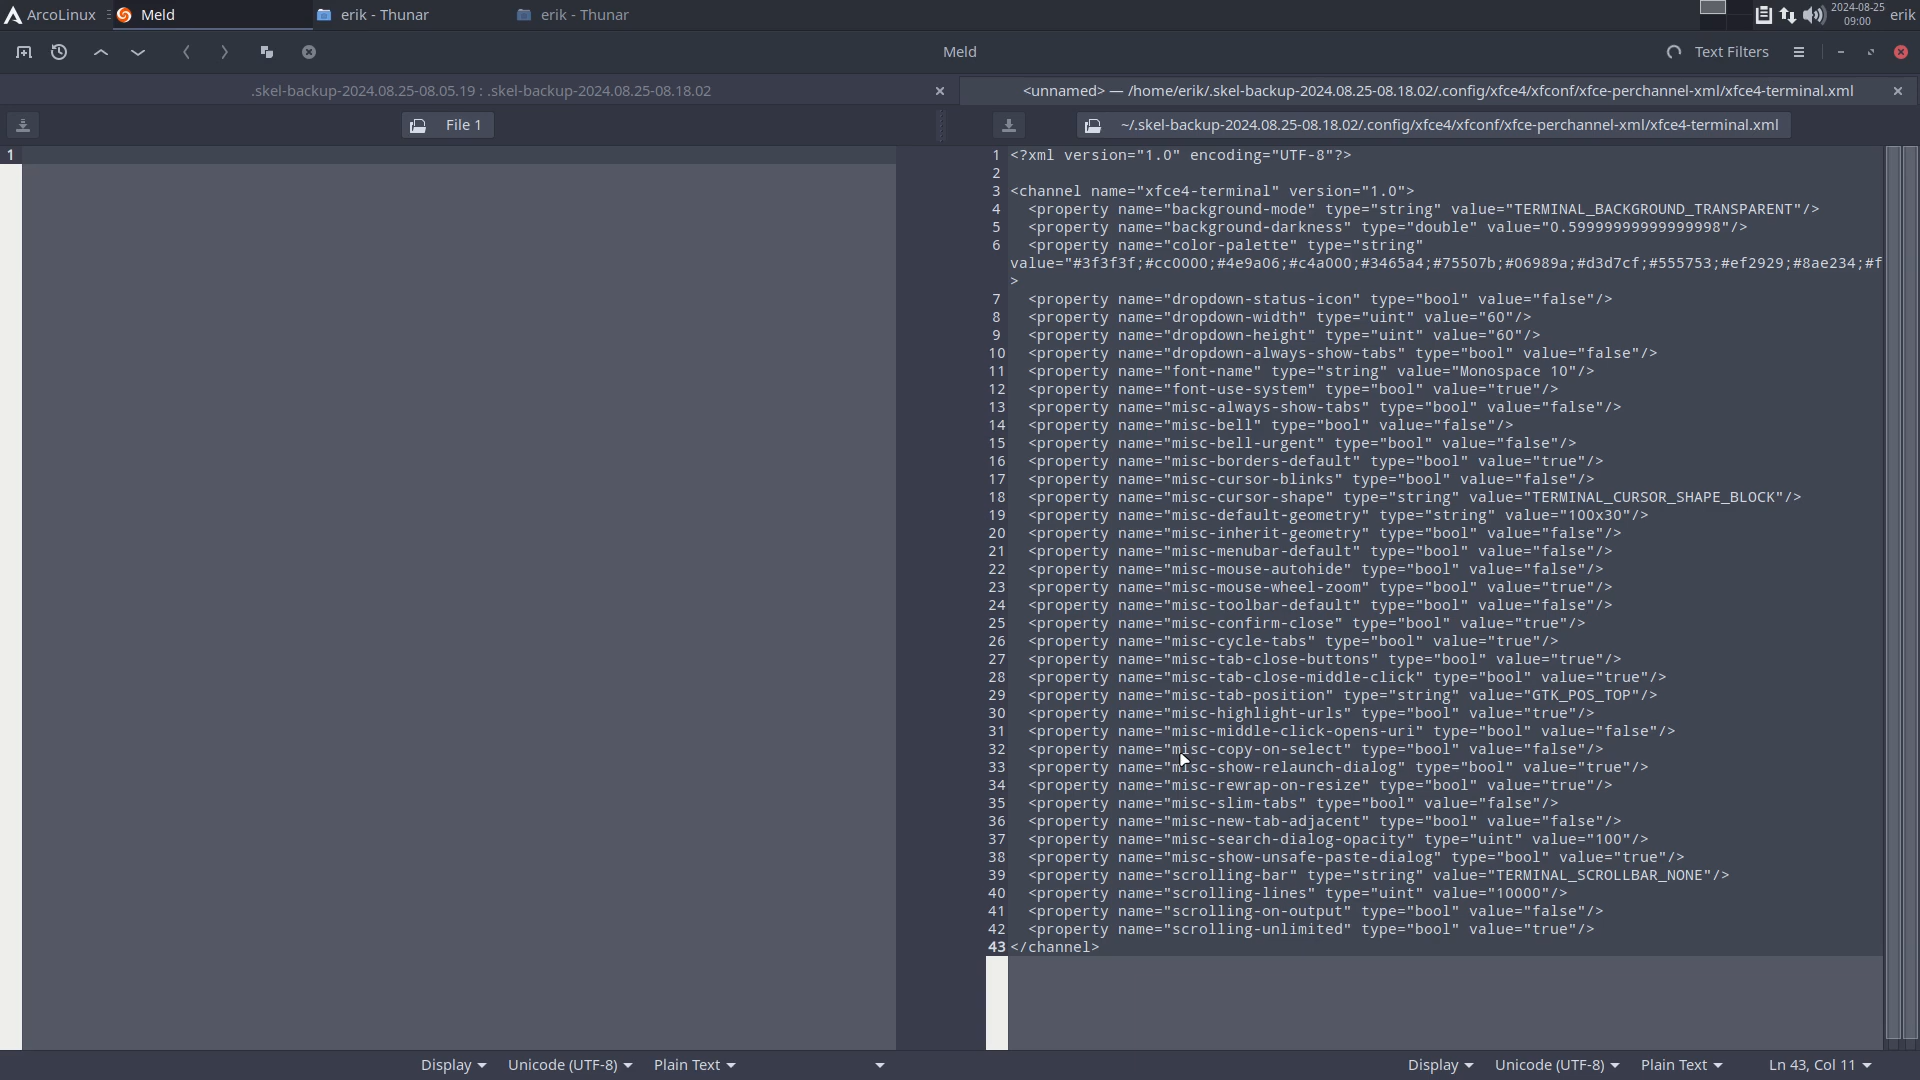 ArcoLinux
Meld
erik - Thunar
erik - Thunar
2024-08-25
09:00
erik
Meld
Text Filters
.skel-backup-2024.08.25-08.05.19 : .skel-backup-2024.08.25-08.18.02
<unnamed> — /home/erik/.skel-backup-2024.08.25-08.18.02/.config/xfce4/xfconf/xfce-perchannel-xml/xfce4-terminal.xml
File 1
~/.skel-backup-2024.08.25-08.18.02/.config/xfce4/xfconf/xfce-perchannel-xml/xfce4-terminal.xml
1
1 <?xml version="1.0" encoding="UTF-8"?>
2
3 <channel name="xfce4-terminal" version="1.0">
4 <property name="background-mode" type="string" value="TERMINAL_BACKGROUND_TRANSPARENT"/>
5 <property name="background-darkness" type="double" value="0.59999999999999998"/>
6 <property name="color-palette" type="string"
value="#3f3f3f;#cc0000;#4e9a06;#c4a000;#3465a4;#75507b;#06989a;#d3d7cf;#555753;#ef2929;#8ae234;#f
>
7 <property name="dropdown-status-icon" type="bool" value="false"/>
8 <property name="dropdown-width" type="uint" value="60"/>
9 <property name="dropdown-height" type="uint" value="60"/>
10 <property name="dropdown-always-show-tabs" type="bool" value="false"/>
11 <property name="font-name" type="string" value="Monospace 10"/>
12 <property name="font-use-system" type="bool" value="true"/>
13 <property name="misc-always-show-tabs" type="bool" value="false"/>
14 <property name="misc-bell" type="bool" value="false"/>
15 <property name="misc-bell-urgent" type="bool" value="false"/>
16 <property name="misc-borders-default" type="bool" value="true"/>
17 <property name="misc-cursor-blinks" type="bool" value="false"/>
18 <property name="misc-cursor-shape" type="string" value="TERMINAL_CURSOR_SHAPE_BLOCK"/>
19 <property name="misc-default-geometry" type="string" value="100x30"/>
20 <property name="misc-inherit-geometry" type="bool" value="false"/>
21 <property name="misc-menubar-default" type="bool" value="false"/>
22 <property name="misc-mouse-autohide" type="bool" value="false"/>
23 <property name="misc-mouse-wheel-zoom" type="bool" value="true"/>
24 <property name="misc-toolbar-default" type="bool" value="false"/>
25 <property name="misc-confirm-close" type="bool" value="true"/>
26 <property name="misc-cycle-tabs" type="bool" value="true"/>
27 <property name="misc-tab-close-buttons" type="bool" value="true"/>
28 <property name="misc-tab-close-middle-click" type="bool" value="true"/>
29 <property name="misc-tab-position" type="string" value="GTK_POS_TOP"/>
30 <property name="misc-highlight-urls" type="bool" value="true"/>
31 <property name="misc-middle-click-opens-uri" type="bool" value="false"/>
32 <property name="misc-copy-on-select" type="bool" value="false"/>
33 <property name="misc-show-relaunch-dialog" type="bool" value="true"/>
34 <property name="misc-rewrap-on-resize" type="bool" value="true"/>
35 <property name="misc-slim-tabs" type="bool" value="false"/>
36 <property name="misc-new-tab-adjacent" type="bool" value="false"/>
37 <property name="misc-search-dialog-opacity" type="uint" value="100"/>
38 <property name="misc-show-unsafe-paste-dialog" type="bool" value="true"/>
39 <property name="scrolling-bar" type="string" value="TERMINAL_SCROLLBAR_NONE"/>
40 <property name="scrolling-lines" type="uint" value="10000"/>
41 <property name="scrolling-on-output" type="bool" value="false"/>
42 <property name="scrolling-unlimited" type="bool" value="true"/>
43 </channel>
Display Unicode (UTF-8) Plain Text
Display Unicode (UTF-8) Plain Text Ln 43, Col 11